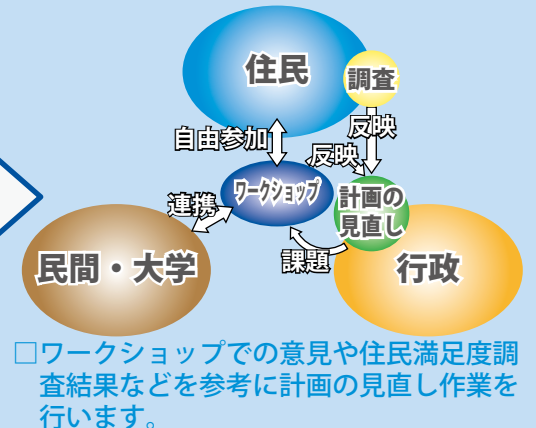 住民
調査
自由参加
反映
反映
ワークショップ
計画の
見直し
連携
課題
民間・大学
行政
□ワークショップでの意見や住民満足度調
査結果などを参考に計画の見直し作業を
行います。